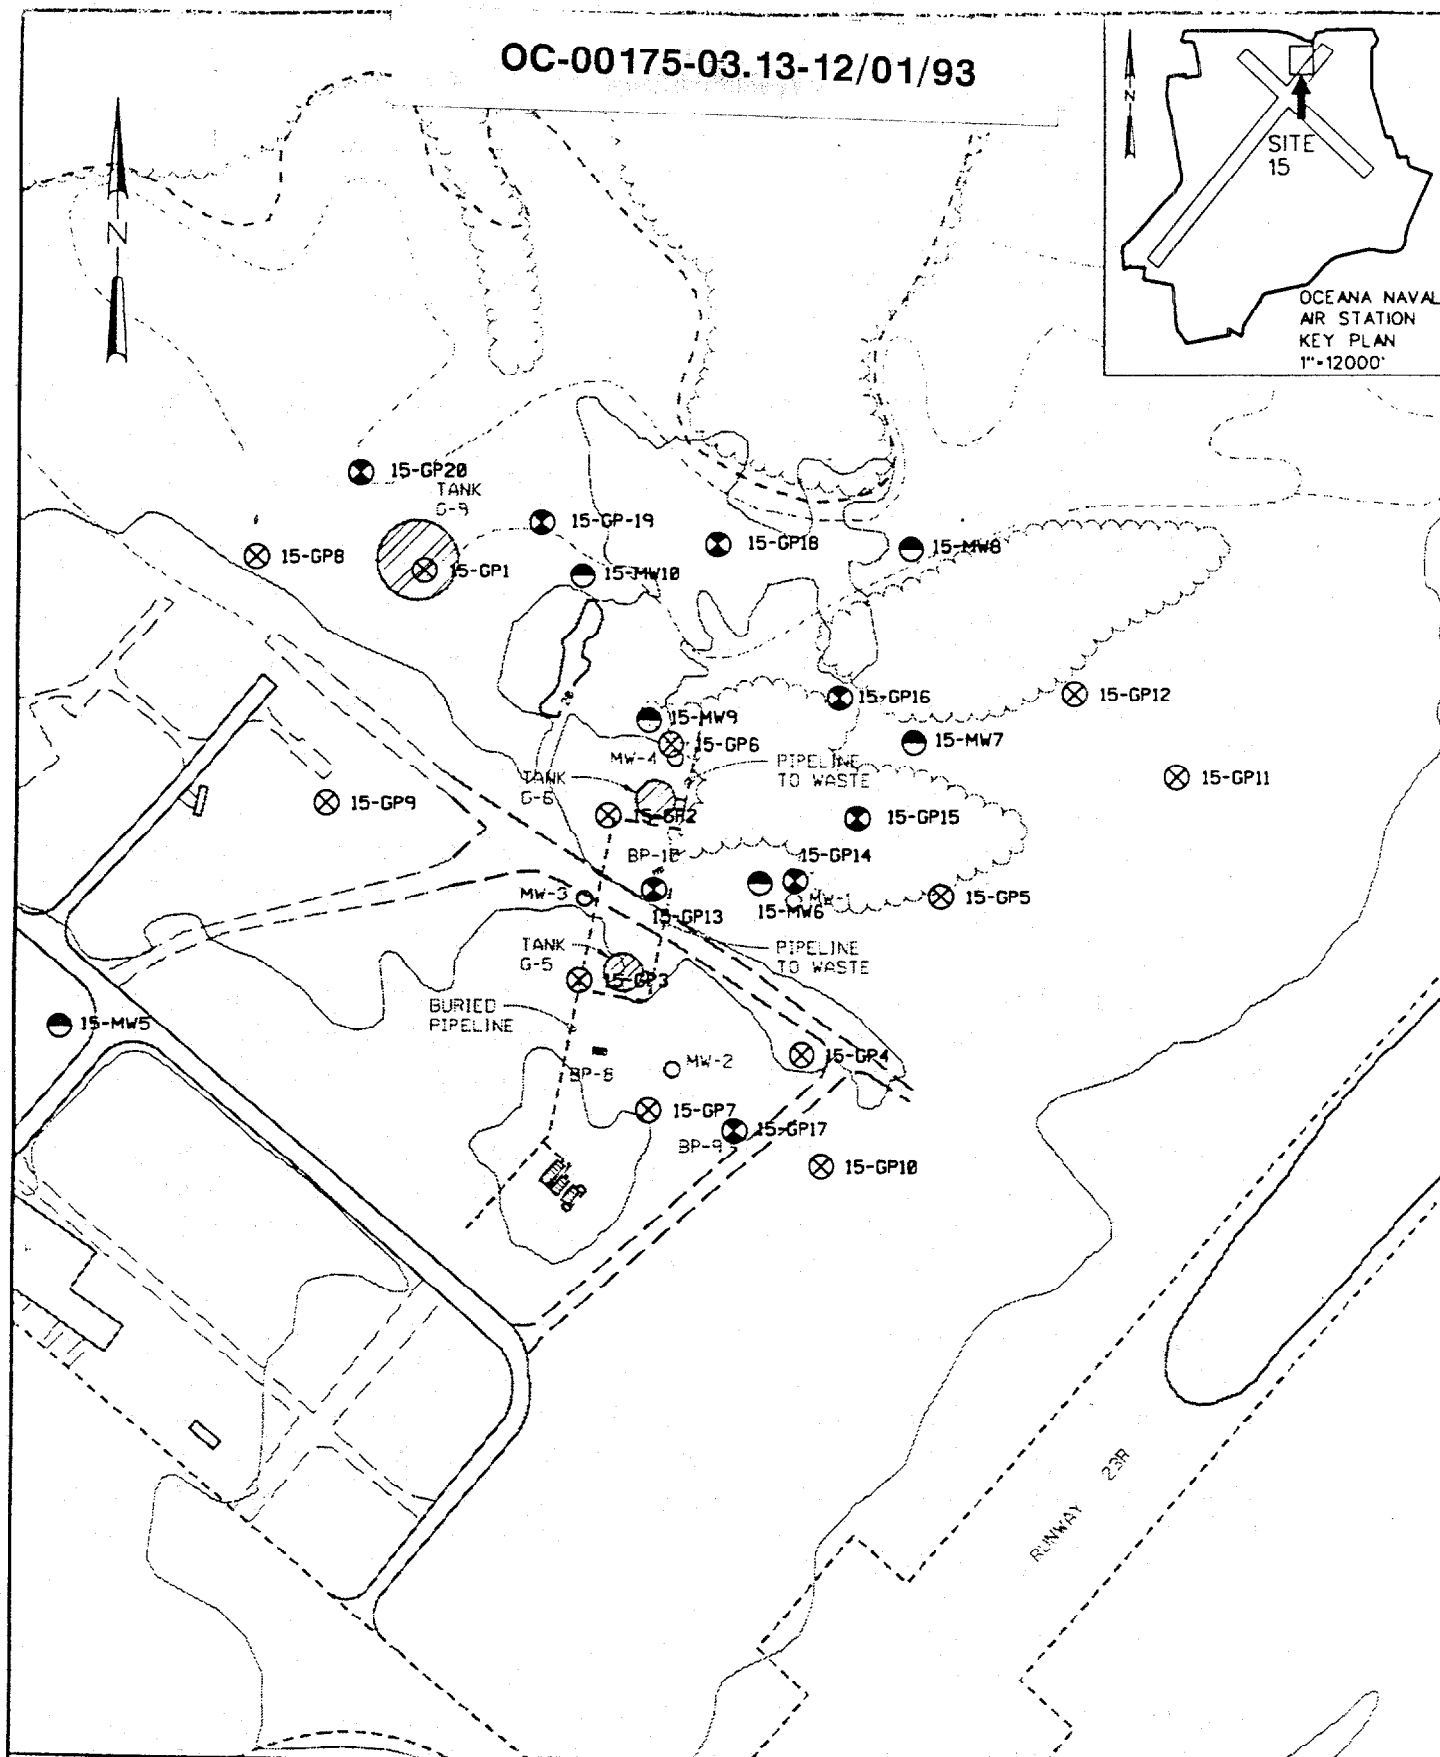 OC-00175-03.13-12/01/93
N
N
SITE
15
OCEANA NAVAL
AIR STATION
KEY PLAN
1"=12000'
15-GP20
TANK
G-9
15-GP-19
15-GP18
15-MW8
15-GP8
15-GP1
15-MW10
15-GP16
15-GP12
20
15-MW9
15-GP6
15-MW7
MW-4
PIPELINE
TO WASTE
TANK
G-6
15-GP11
15-GP9
15-GP2
15-GP15
BP-10
15-GP14
MW-3
MW-1
15-GP5
15-GP13
15-MW6
TANK
G-5
PIPELINE
TO WASTE
15-GP3
BURIED
PIPELINE
15-MW5
15-GP4
BP-8
MW-2
15-GP7
15-GP17
BP-9
15-GP10
RUNWAY 23R